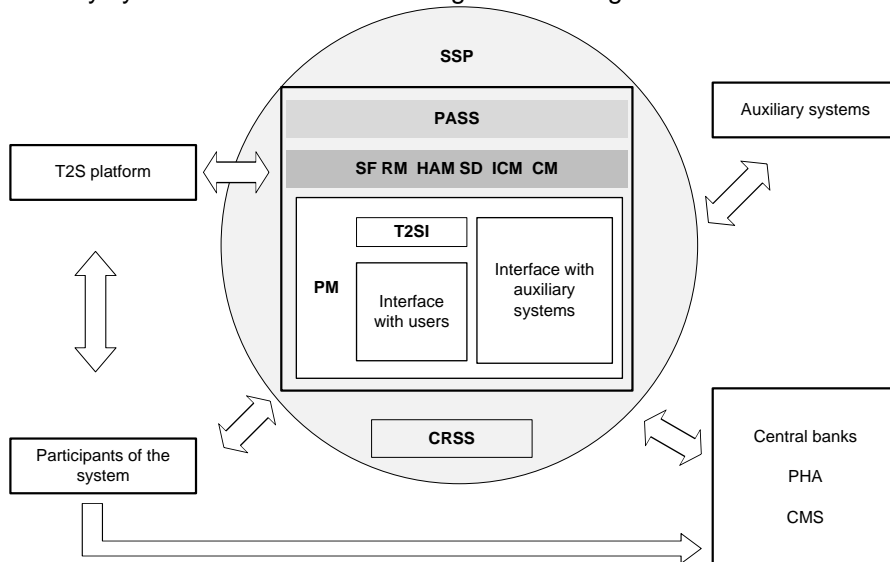 SSP
PASS
Auxiliary systems
T2S platform
SF RM HAM SD ICM CM
T2SI
Interface with
auxiliary
systems
PM
Interface
with users
CRSS
Participants of the
system
Central banks
PHA
CMS